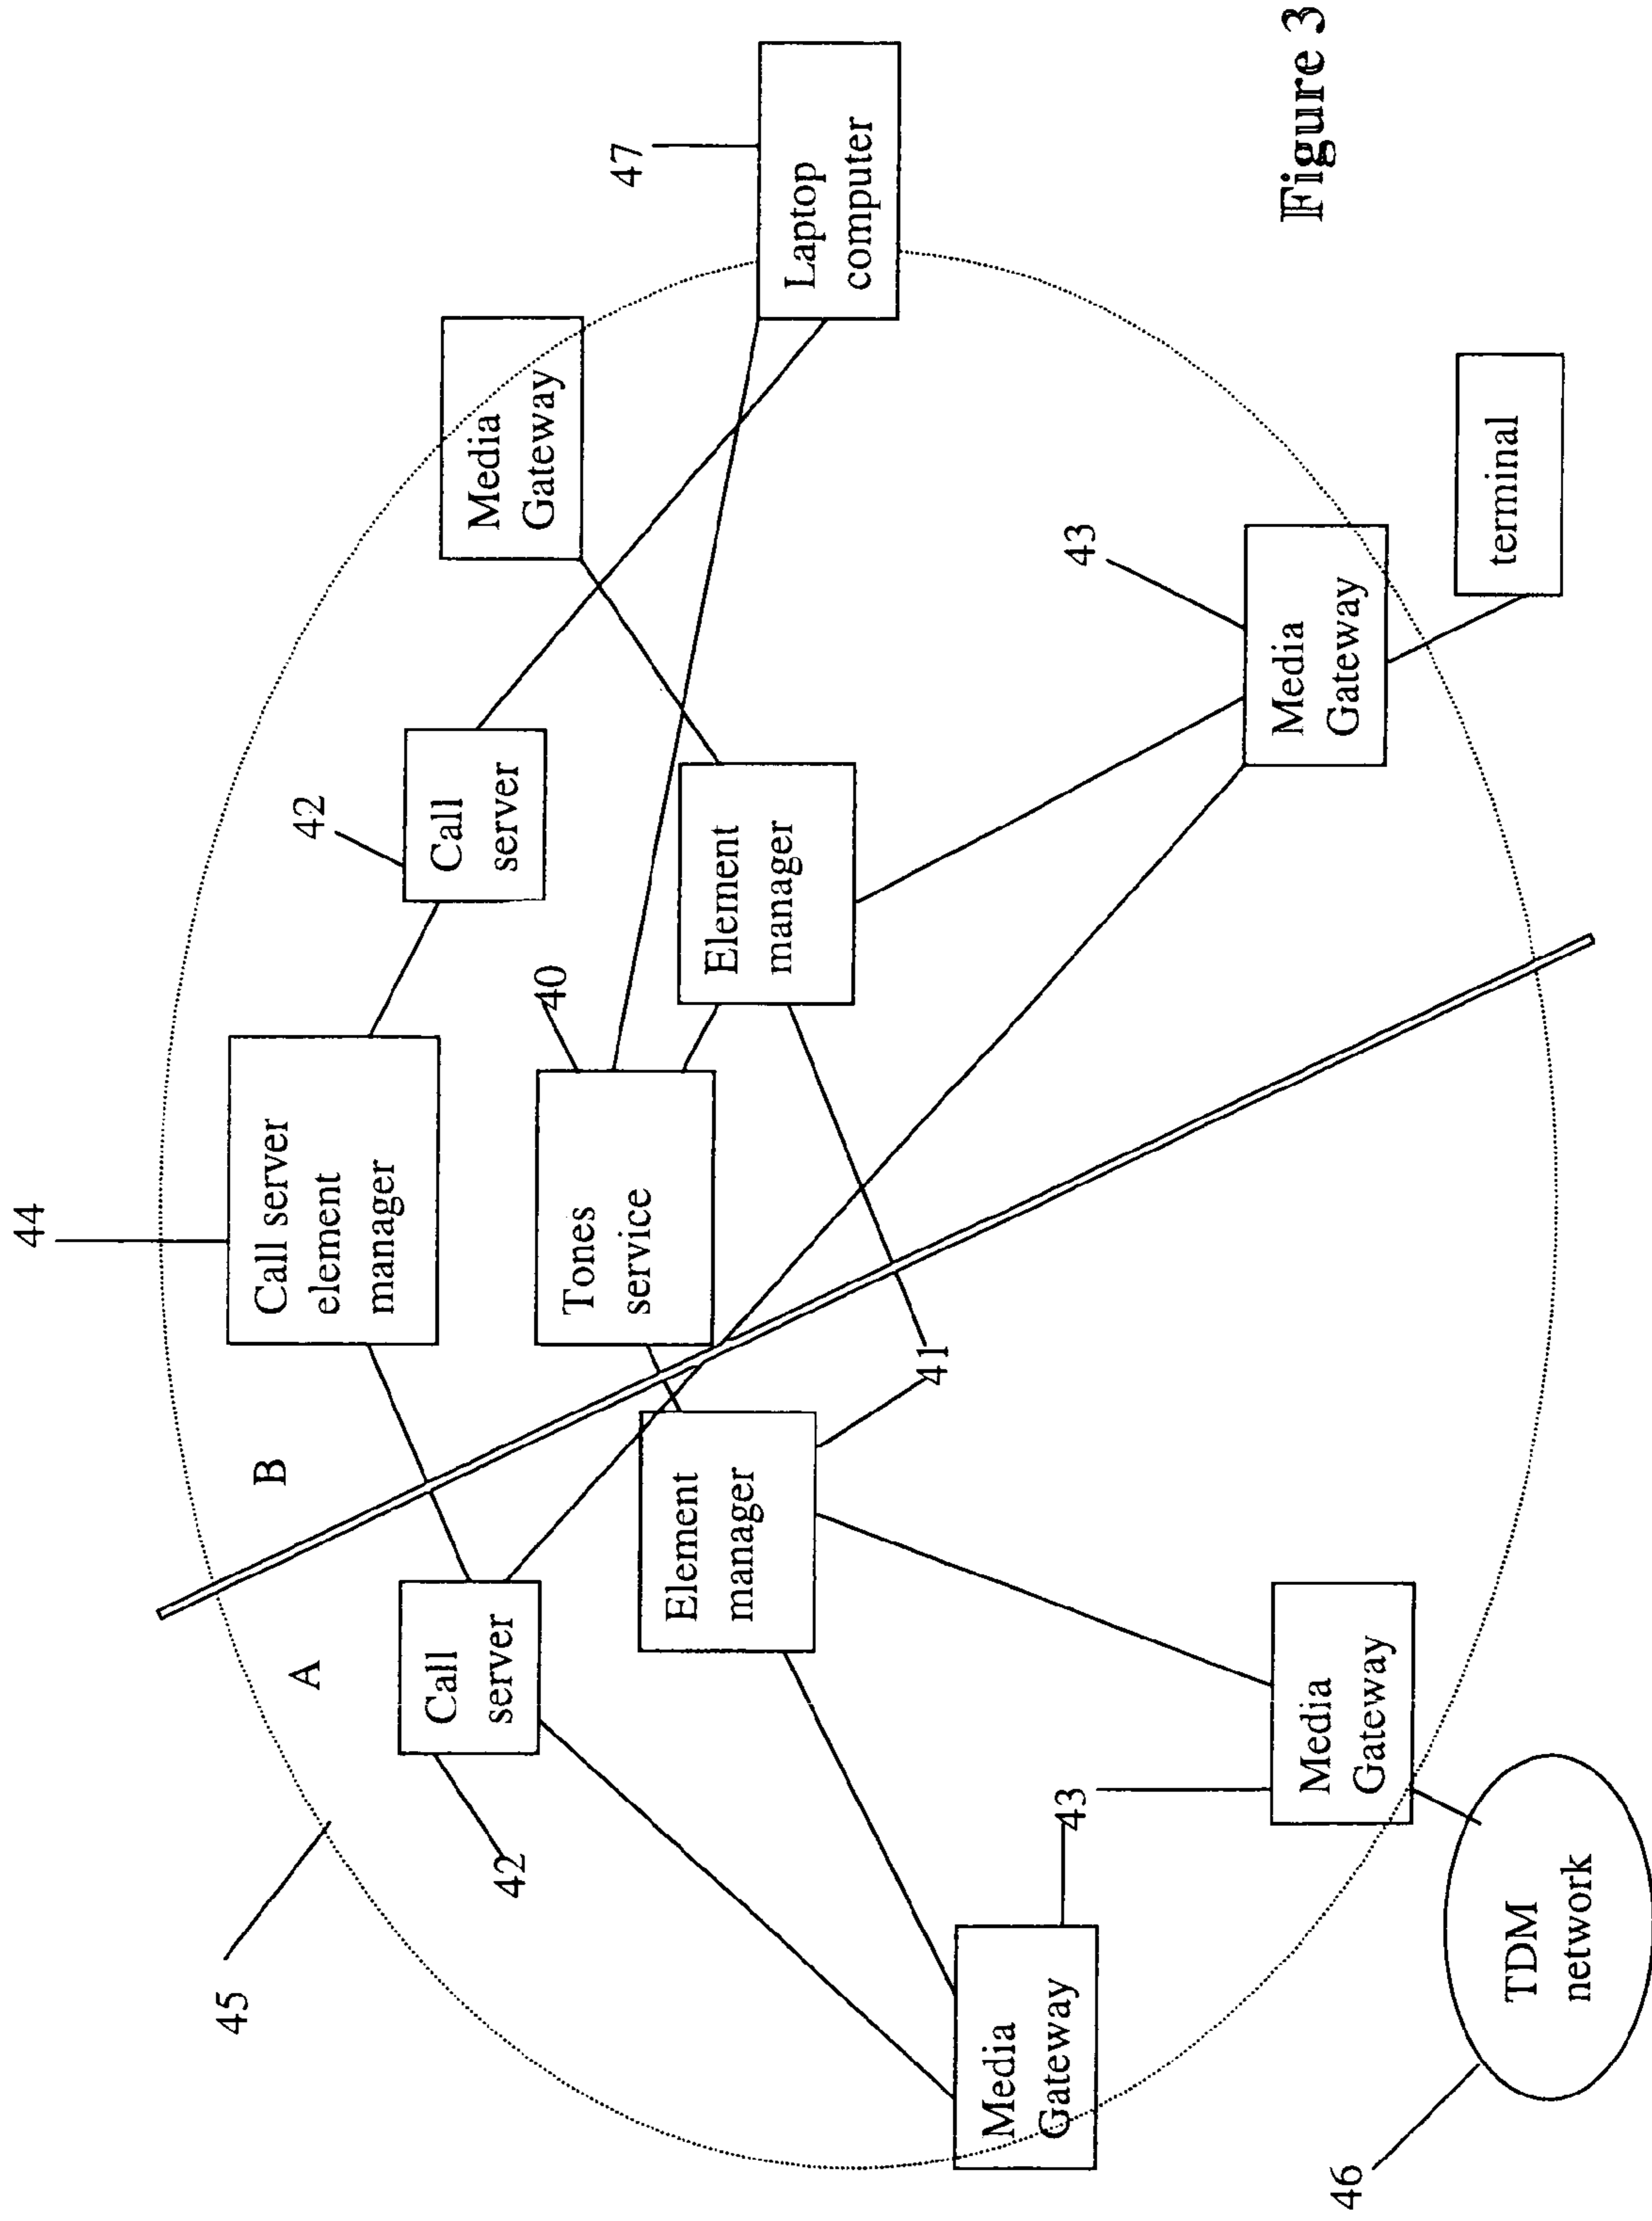 44
Call server
element
manager
42
Call
server
Media
Gateway
47
Laptop
computer
B
A
40
Tones
service
Element
manager
45
42
Call
server
Element
manager
41
43
Media
Gateway
terminal
43
Media
Gateway
Media
Gateway
46
TDM
network
Figure 3